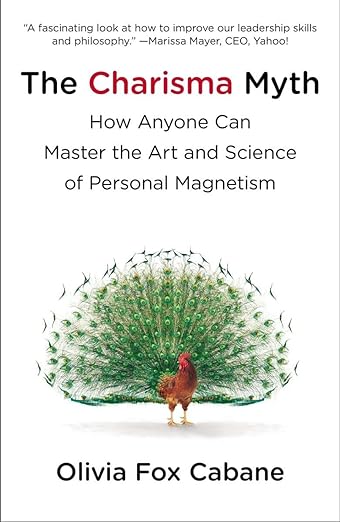 “A fascinating look at how to improve our leadership skills
and philosophy.” —Marissa Mayer, CEO, Yahoo!
The Charisma Myth
How Anyone Can
Master the Art and Science
of Personal Magnetism
Olivia Fox Cabane